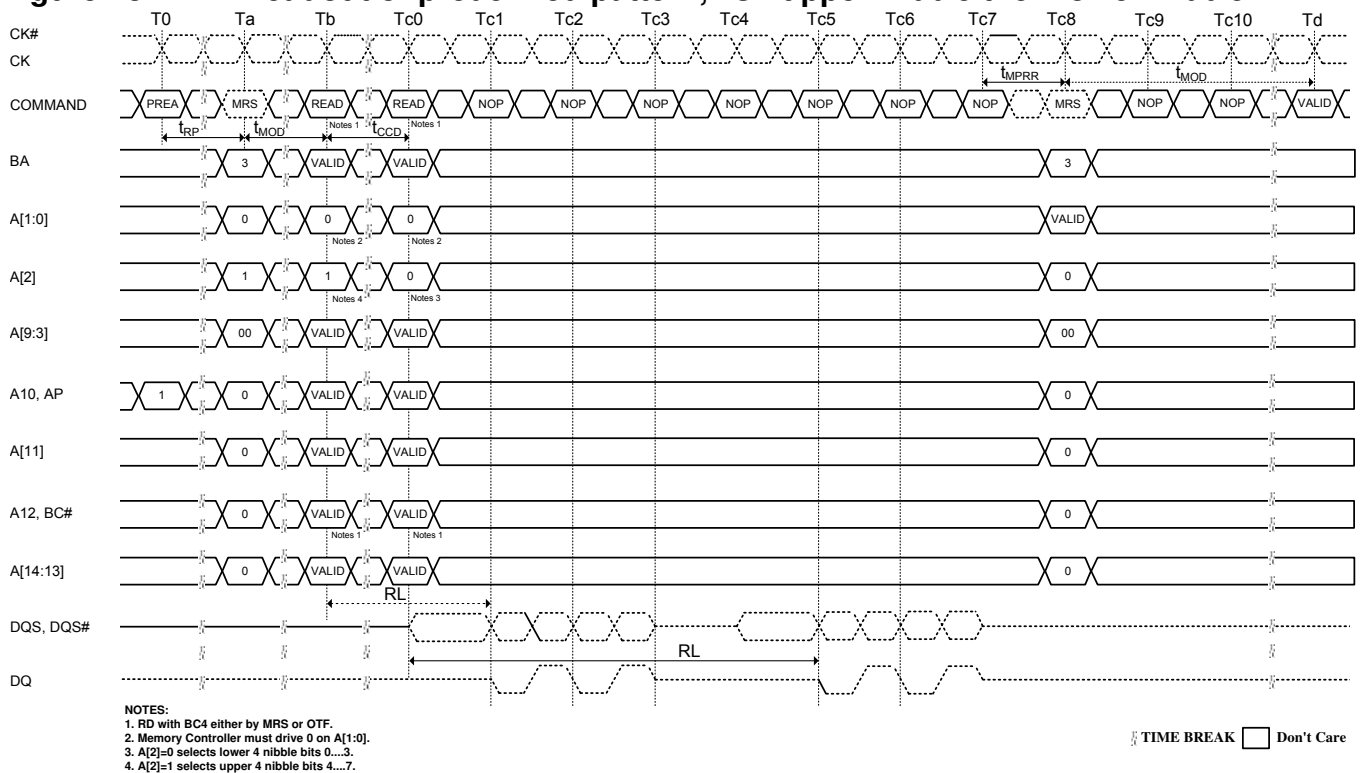 T0 Ta Tb Tc0 Tc1 Tc2 Tc3 Tc4 Tc5 Tc6 Tc7 Tc8 Tc9 Tc10 Td
CK#
CK
tMPRR tMOD
COMMAND PREA MRS READ READ NOP NOP NOP NOP NOP NOP NOP MRS NOP NOP VALID
Notes 1 Notes 1
tRP tMOD tCCD
BA 3 VALID VALID 3
A[1:0] 0 0 0 VALID
Notes 2 Notes 2
A[2] 1 1 0 0
Notes 4 Notes 3
A[9:3] 00 VALID VALID 00
A10, AP 1 0 VALID VALID 0
A[11] 0 VALID VALID 0
A12, BC# 0 VALID VALID 0
Notes 1 Notes 1
A[14:13] 0 VALID VALID 0
RL
DQS, DQS#
RL
DQ
NOTES:
1. RD with BC4 either by MRS or OTF.
2. Memory Controller must drive 0 on A[1:0].
3. A[2]=0 selects lower 4 nibble bits 0....3.
4. A[2]=1 selects upper 4 nibble bits 4....7.
TIME BREAK Don't Care